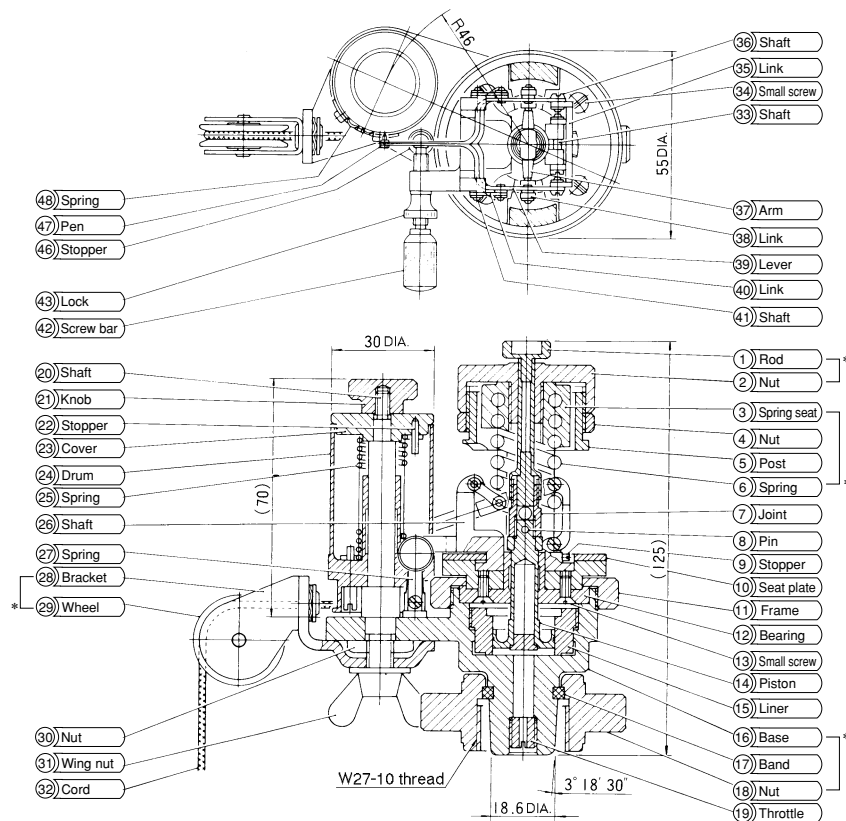 R46
55 DIA.
36 Shaft
35 Link
34 Small screw
33 Shaft
37 Arm
38 Link
39 Lever
40 Link
41 Shaft
48 Spring
47 Pen
46 Stopper
43 Lock
42 Screw bar
30 DIA.
(70)
20 Shaft
21 Knob
22 Stopper
23 Cover
24 Drum
25 Spring
26 Shaft
27 Spring
28 Bracket
*
29 Wheel
30 Nut
31 Wing nut
32 Cord
(125)
1 Rod
*
2 Nut
3 Spring seat
4 Nut
5 Post
6 Spring
*
7 Joint
8 Pin
9 Stopper
10 Seat plate
11 Frame
12 Bearing
13 Small screw
14 Piston
15 Liner
16 Base
*
17 Band
18 Nut
19 Throttle
W27-10 thread
3° 18' 30"
18.6 DIA.